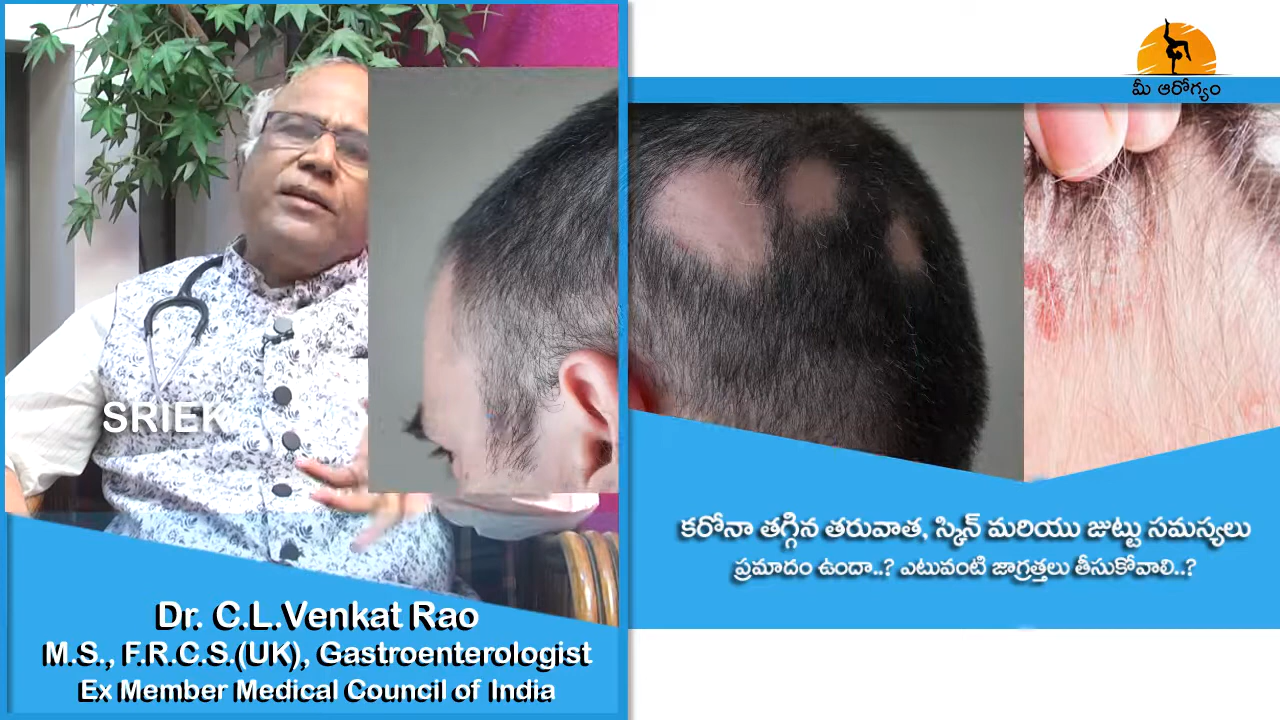 SRIEK
Dr. C.L.Venkat Rao
M.S., F.R.C.S.(UK), Gastroenterologist
Ex Member Medical Council of India
మీ ఆరోగ్యం
కరోనా తగ్గిన తరువాత, స్కిన్ మరియు జుట్టు సమస్యలు
ప్రమాదం ఉందా..? ఎటువంటి జాగ్రత్తలు తీసుకోవాలి..?